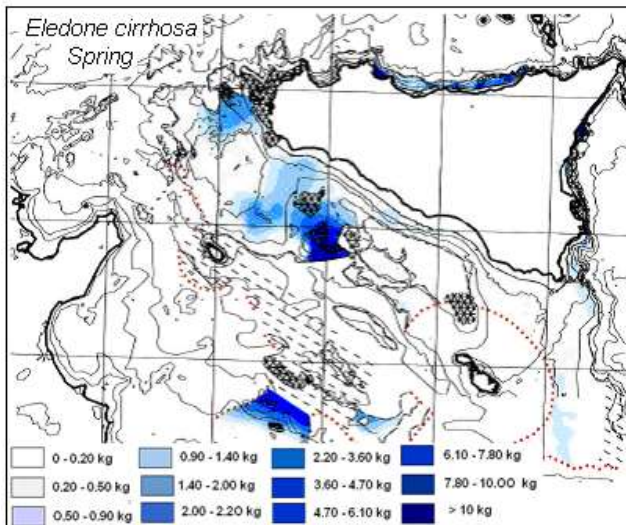 Eledone cirrhosa
Spring
0 - 0.20 kg
0.90 - 1.40 kg
2.20 - 3.60 kg
6.10 - 7.80 kg
0.20 - 0.50 kg
1.40 - 2.00 kg
3.60 - 4.70 kg
7.80 - 10.00 kg
0.50 - 0.90 kg
2.00 - 2.20 kg
4.70 - 6.10 kg
> 10 kg